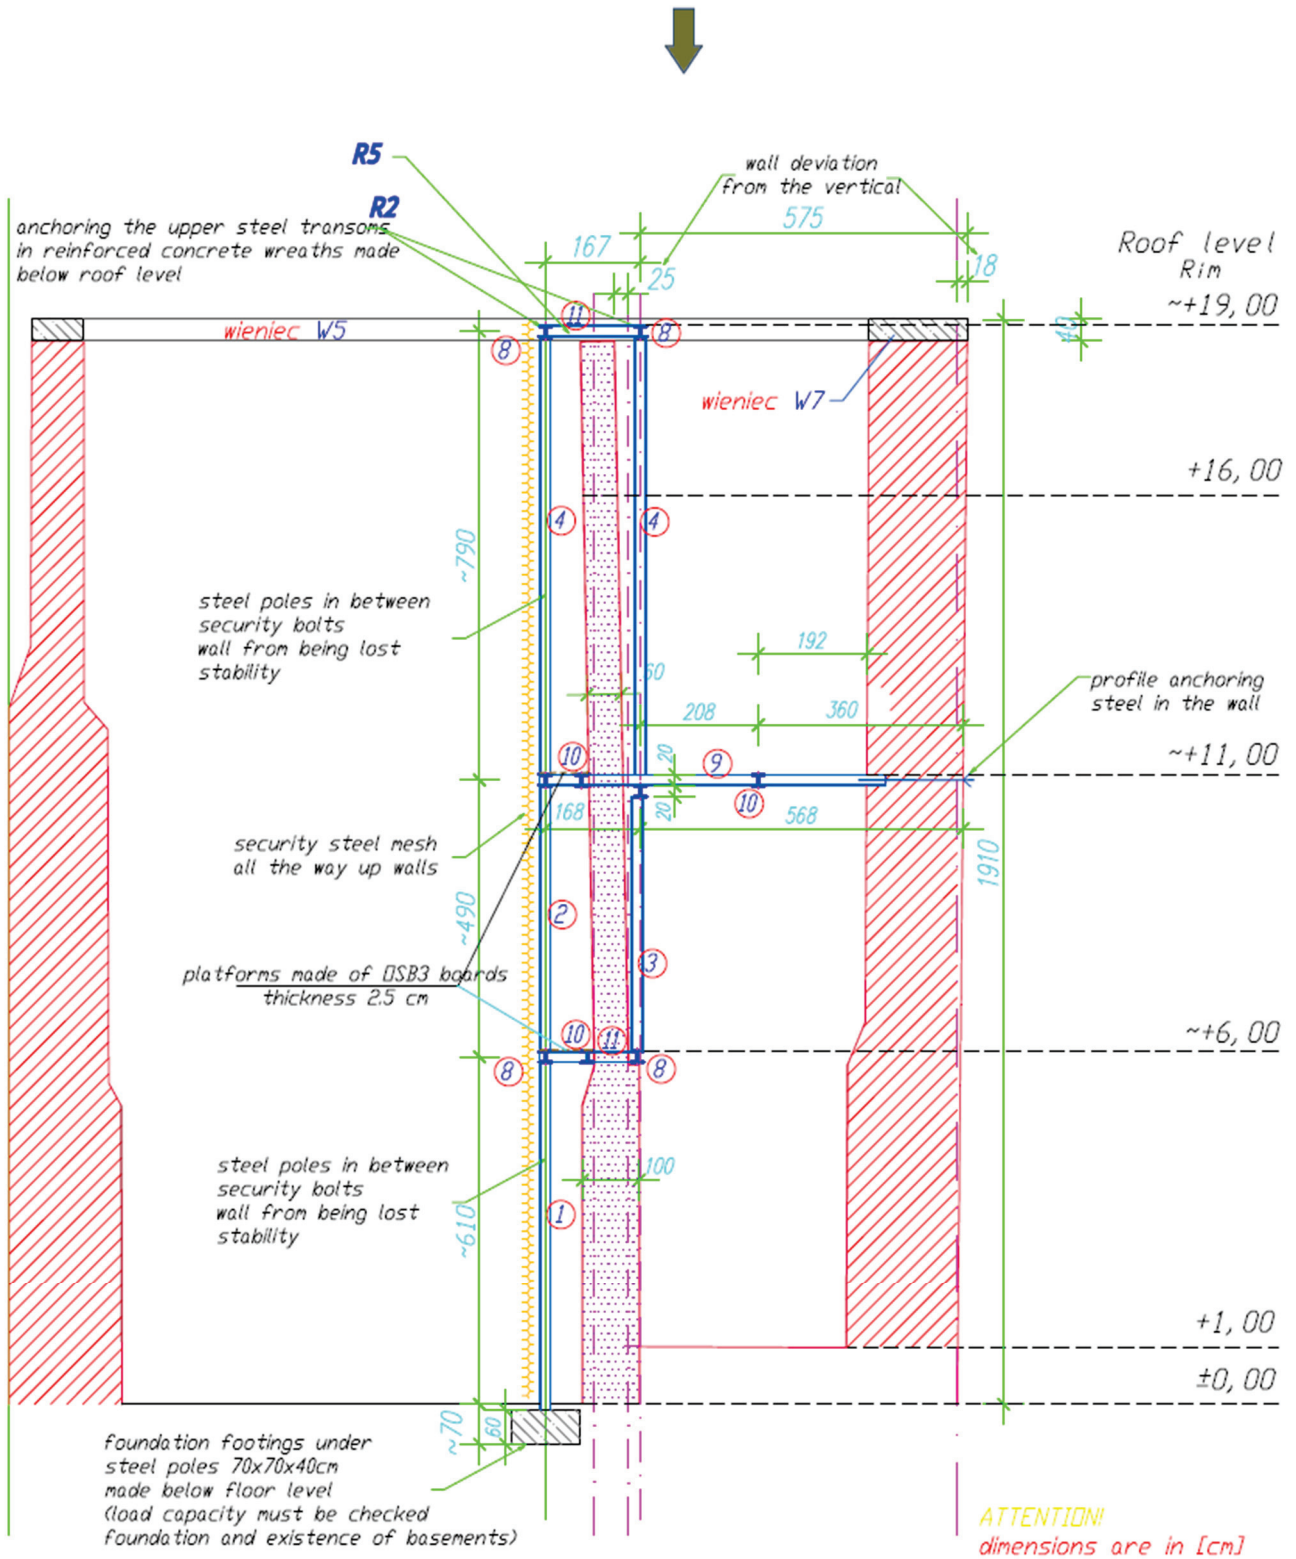 R5
wall deviation
from the vertical
R2
anchoring the upper steel transoms
in reinforced concrete wreaths made
below roof level
575
167
25
18
Roof level
Rim
~+19,00
40
11
wieniec W5
8
8
wieniec W7
+16,00
4
4
~790
steel poles in between
security bolts
wall from being lost
stability
192
60
208
360
profile anchoring
steel in the wall
10
20
9
~+11,00
10
168
20
568
security steel mesh
all the way up walls
1910
~490
2
3
platforms made of OSB3 boards
thickness 2.5 cm
10
11
~+6,00
8
8
steel poles in between
security bolts
wall from being lost
stability
100
~610
1
+1,00
±0,00
~70
60
foundation footings under
steel poles 70x70x40cm
made below floor level
(load capacity must be checked
foundation and existence of basements)
ATTENTION!
dimensions are in [cm]